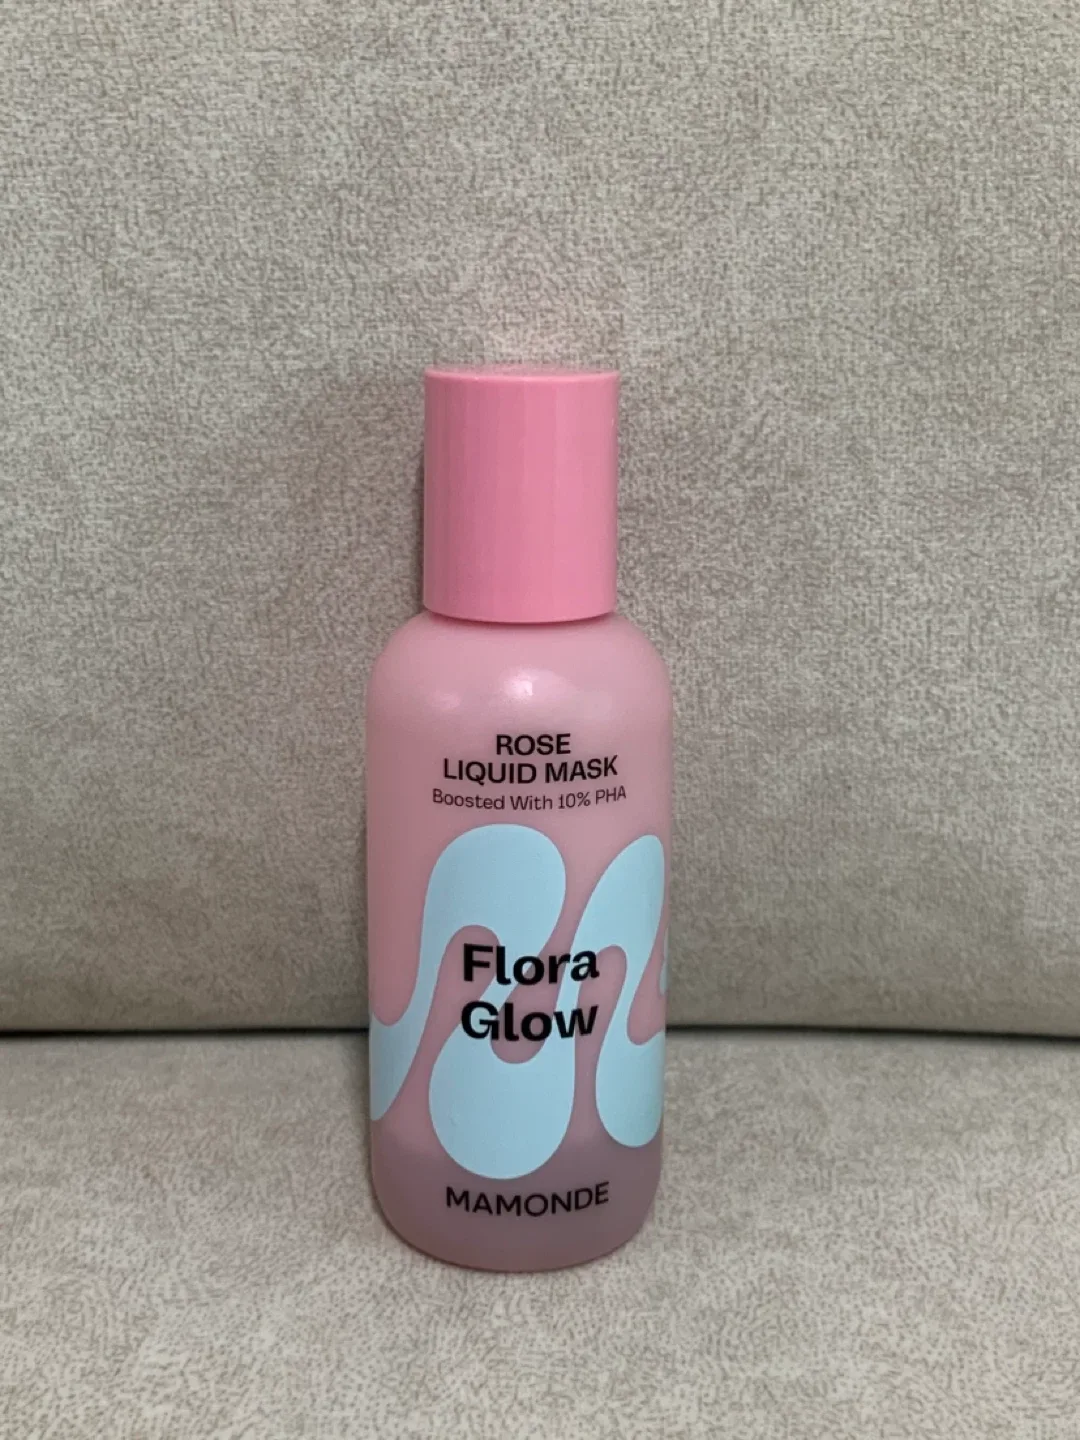 ROSE
LIQUID MASK
Boosted With 10% PHA
Flora
Glow
MAMONDE